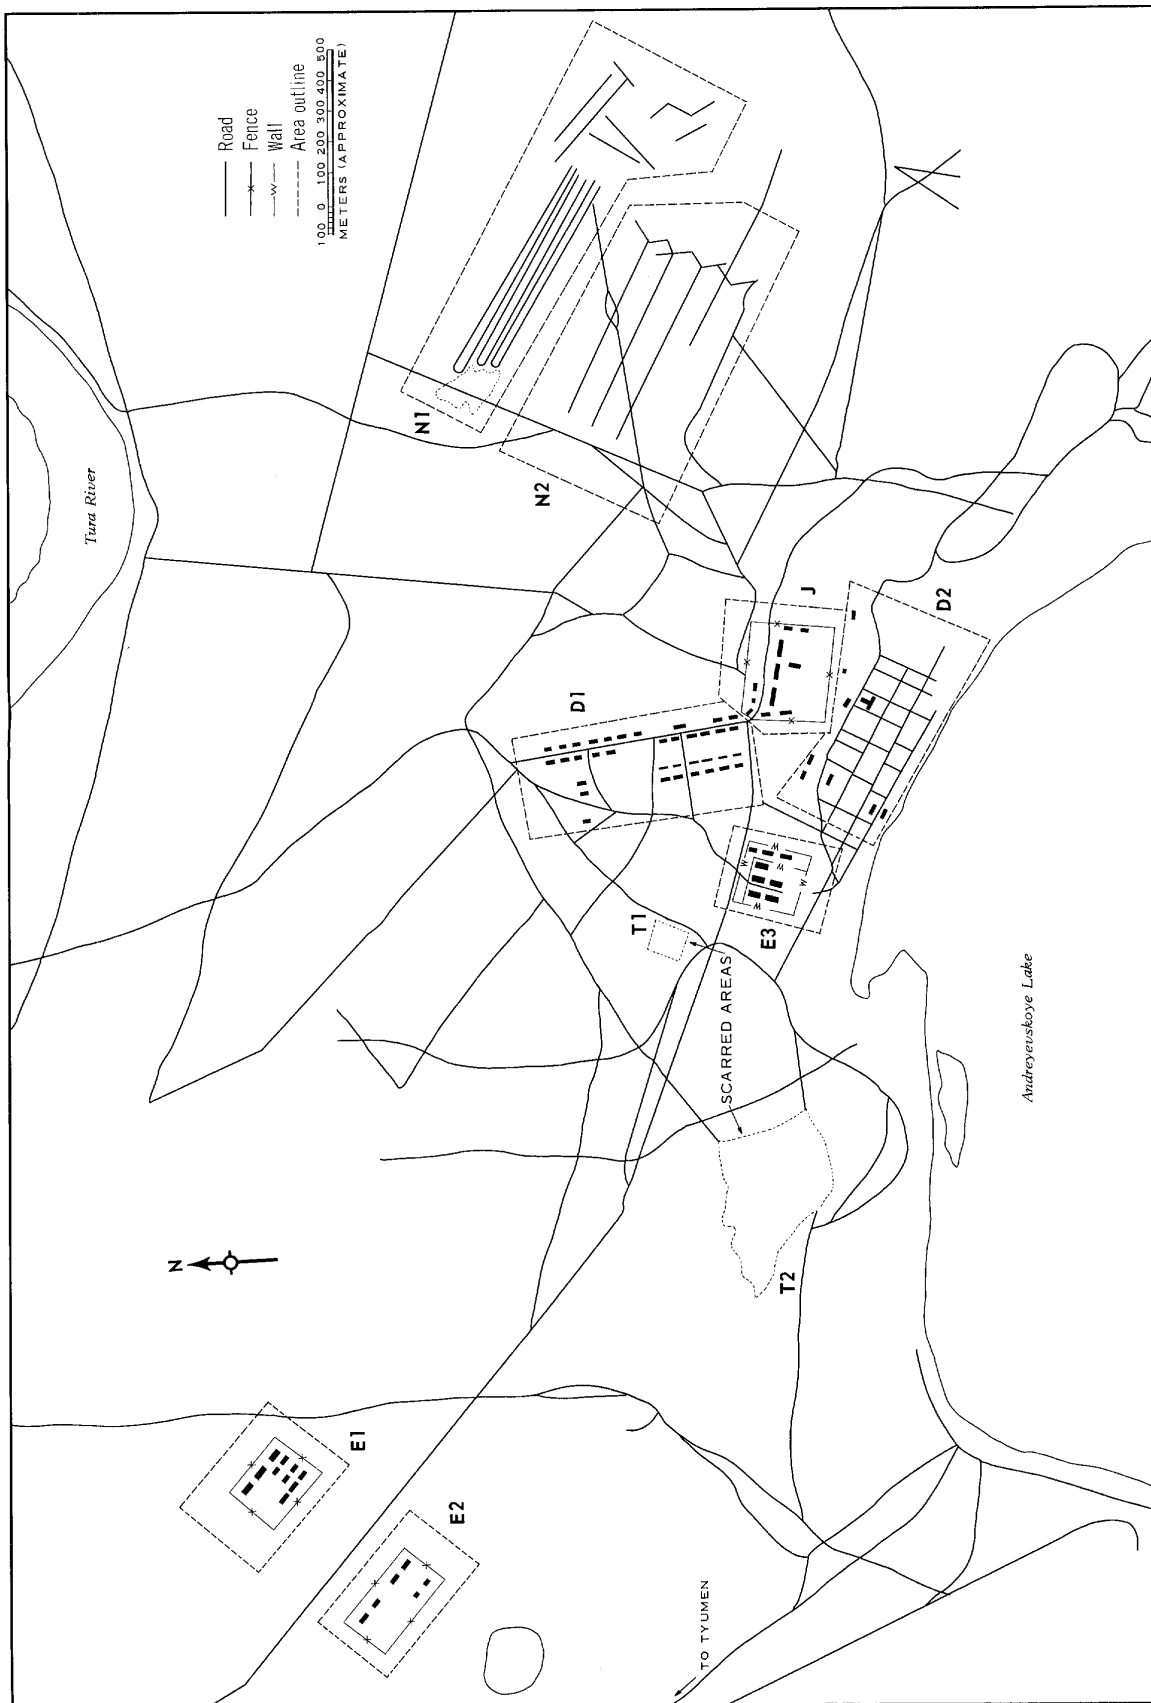 Road
Fence
Wall
Area outline
100 0 100 200 300 400 500
METERS (APPROXIMATE)
Tura River
N
N1
N2
D1
J
D2
E3
T1
SCARRED AREAS
T2
E1
E2
TO TYUMEN
Andreyevskoye Lake
x
w
x
x
x
x
w
w
w
w
x
x
x
x
x
x
x
x